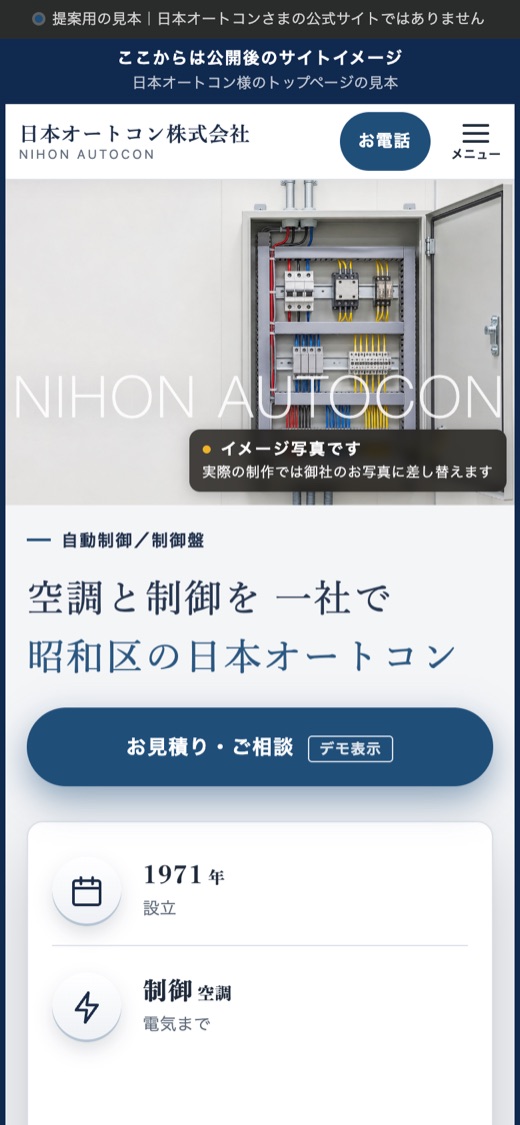 提案用の見本｜日本オートコンさまの公式サイトではありません
ここからは公開後のサイトイメージ
日本オートコン様のトップページの見本
日本オートコン株式会社
NIHON AUTOCON
お電話
メニュー
NIHON AUTOCON
イメージ写真です
実際の制作では御社のお写真に差し替えます
自動制御／制御盤
空調と制御を 一社で
昭和区の日本オートコン
お見積り・ご相談 デモ表示
1971 年
設立
制御 空調
電気まで